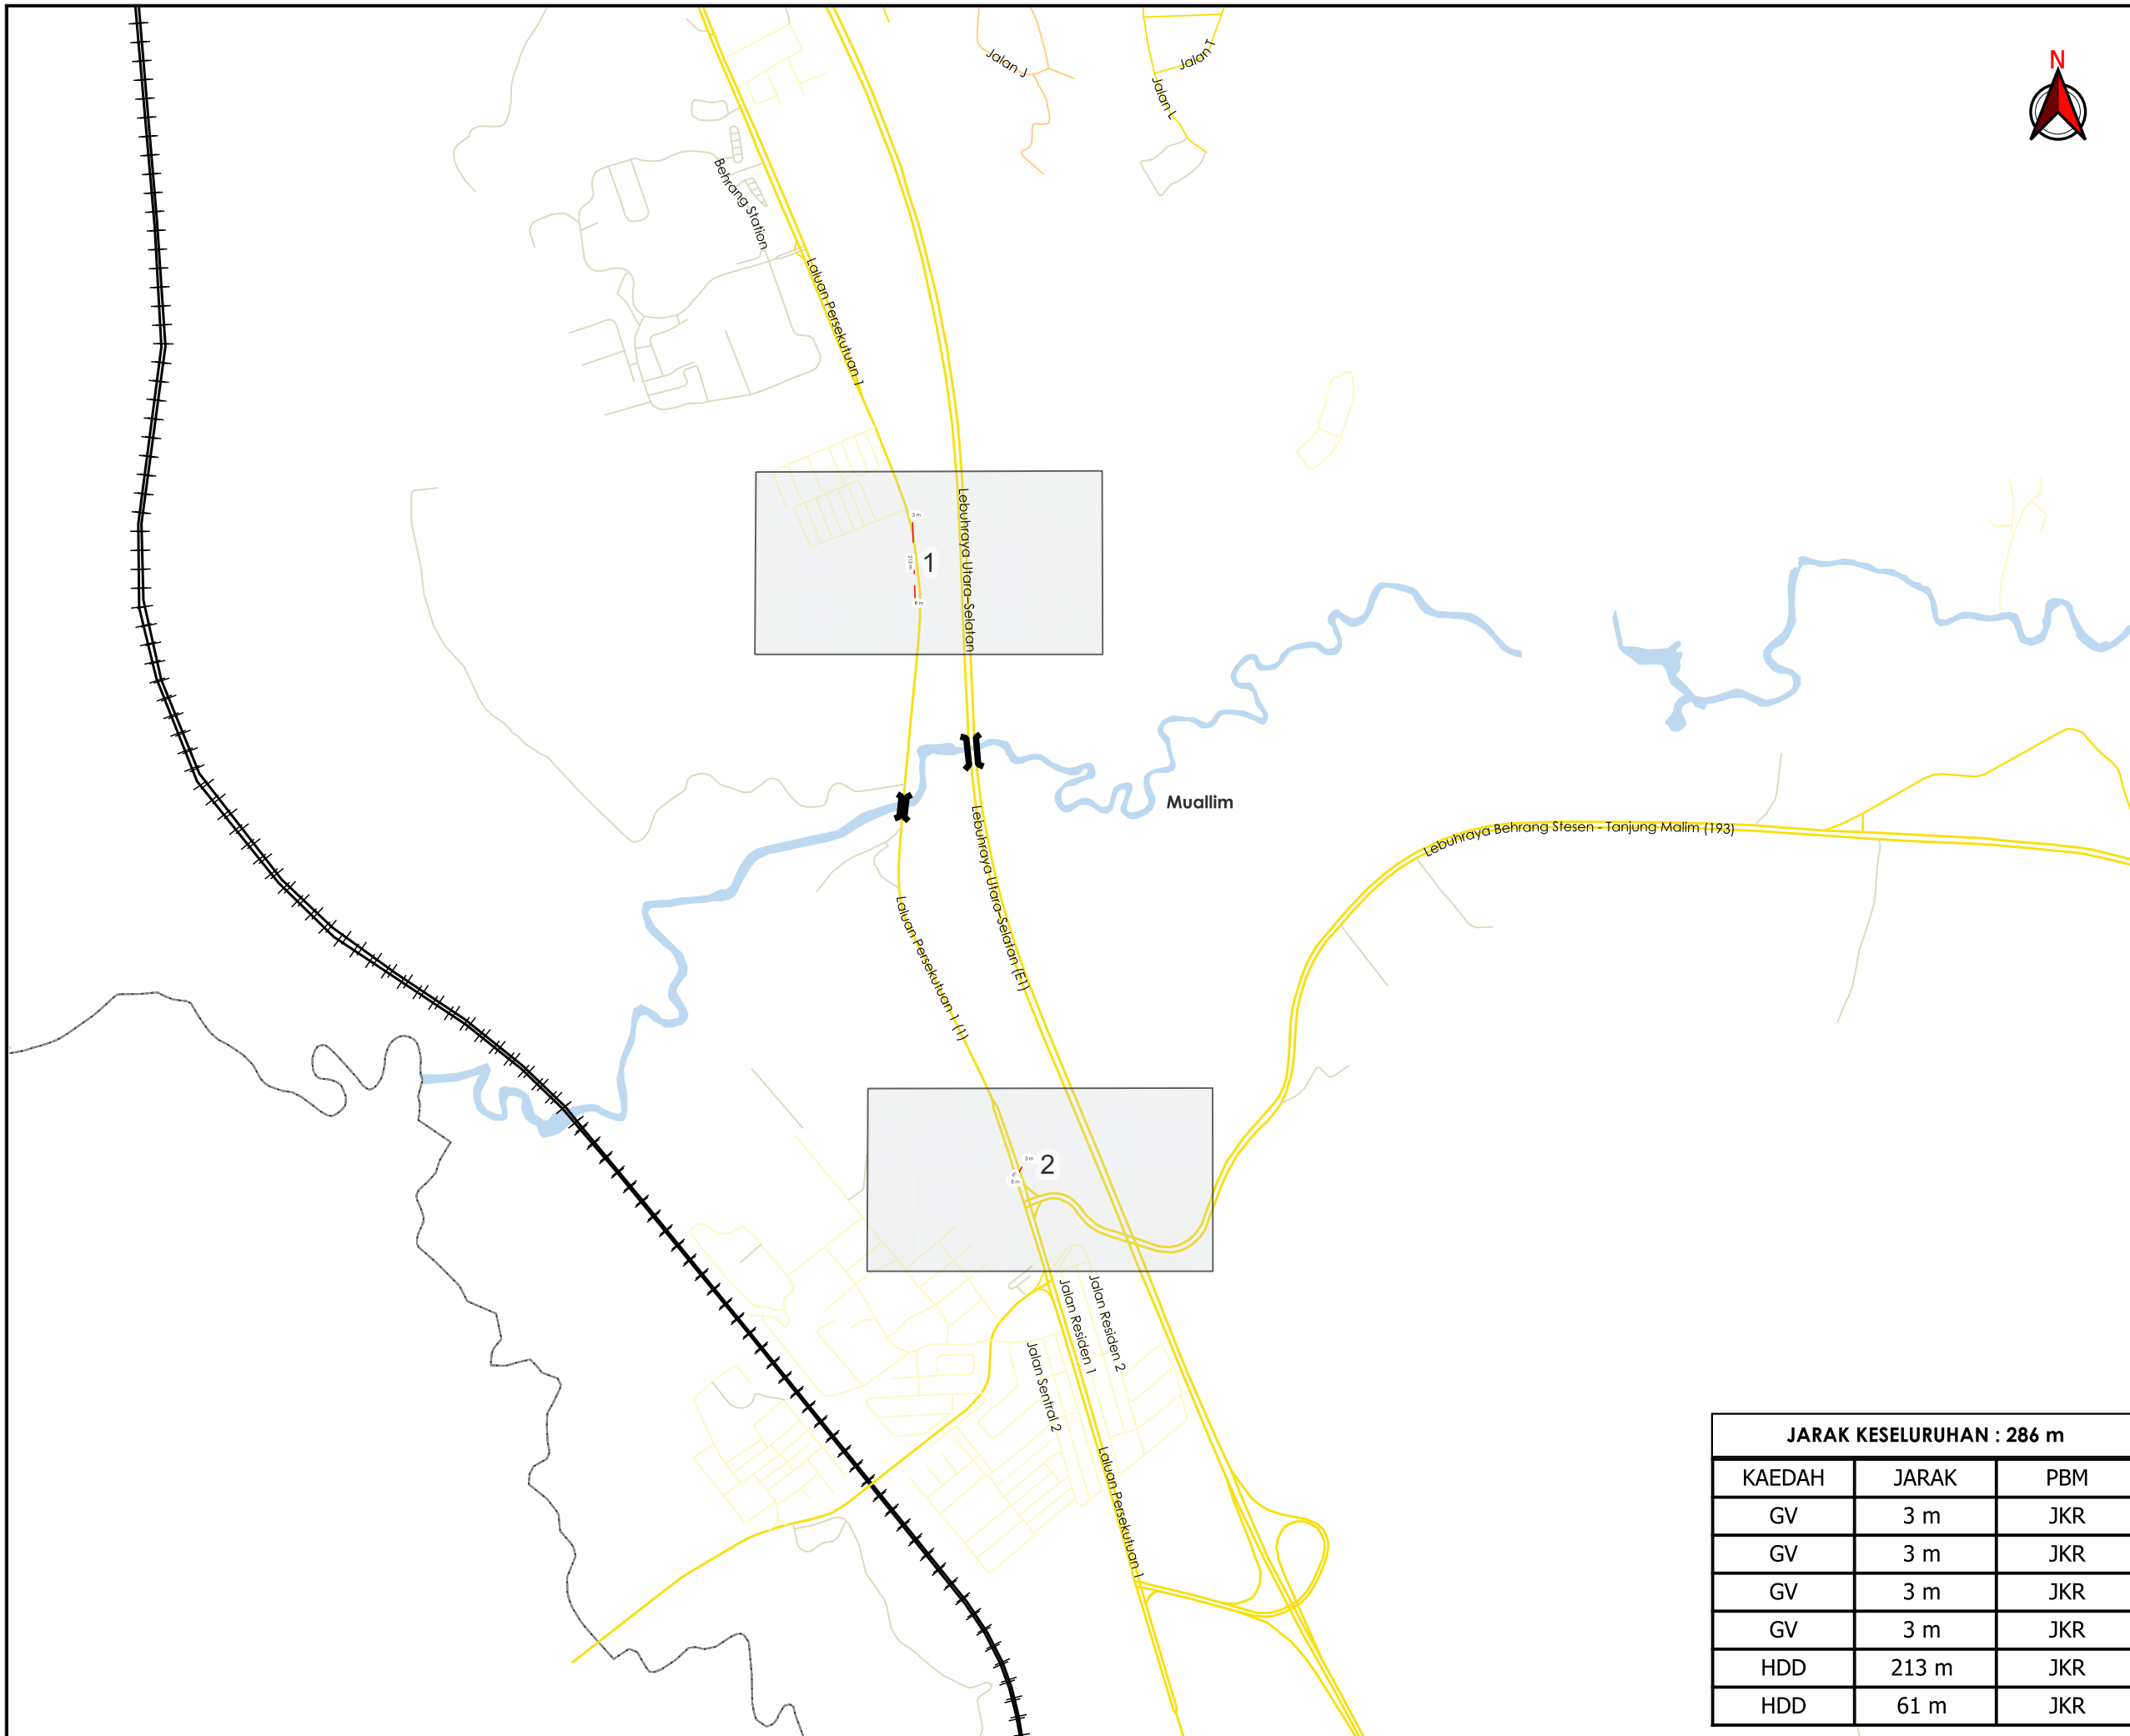 N
Jalan J
Jalan T
Jalan L
Behrang Station
Laluan Persekutuan 1
Lebuhraya Utara-Selatan
3 m
213 m
1
Muallim
Lebuhraya Behrang Stesen - Tanjung Malim (193)
Lebuhraya Utara-Selatan (E1)
Laluan Persekutuan 1 (1)
3 m
2
Jalan Residen 1
Jalan Residen 2
Jalan Sentral 2
Laluan Persekutuan 1
JARAK KESELURUHAN : 286 m
KAEDAH JARAK PBM
GV 3 m JKR
GV 3 m JKR
GV 3 m JKR
GV 3 m JKR
HDD 213 m JKR
HDD 61 m JKR